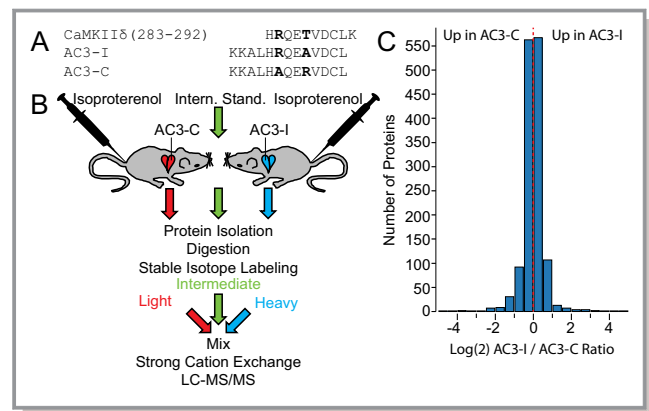 A
CaMKIIδ(283-292) HRQETVDCLK
AC3-I KKALHRQEAVDCL
AC3-C KKALHAQERVDCL
B
Isoproterenol Intern. Stand. Isoproterenol
AC3-C AC3-I
Protein Isolation
Digestion
Stable Isotope Labeling
Intermediate
Light Heavy
Mix
Strong Cation Exchange
LC-MS/MS
C
Up in AC3-C Up in AC3-I
Number of Proteins
550
500
450
400
350
300
250
200
150
100
50
0
-4 -2 0 2 4
Log(2) AC3-I / AC3-C Ratio